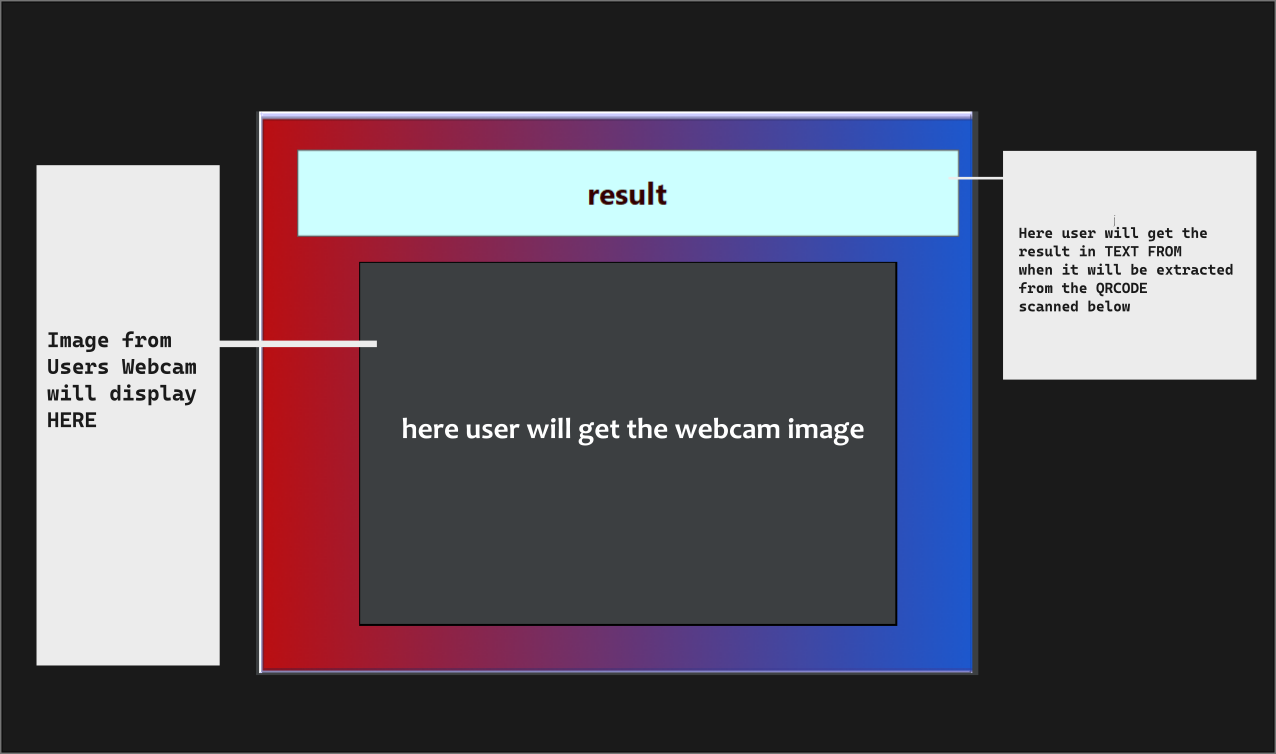 result
Here user will get the
result in TEXT FROM
when it will be extracted
from the QRCODE
scanned below
Image from
Users Webcam
will display
HERE
here user will get the webcam image